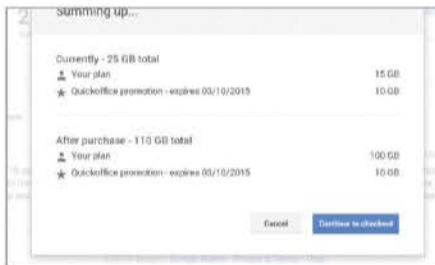 Summing up...
Currently - 25 GB total
Your plan 15 GB
Quickoffice promotion - expires 03/10/2015 10 GB
After purchase - 110 GB total
Your plan 100 GB
Quickoffice promotion - expires 03/10/2015 10 GB
Cancel Continue to checkout